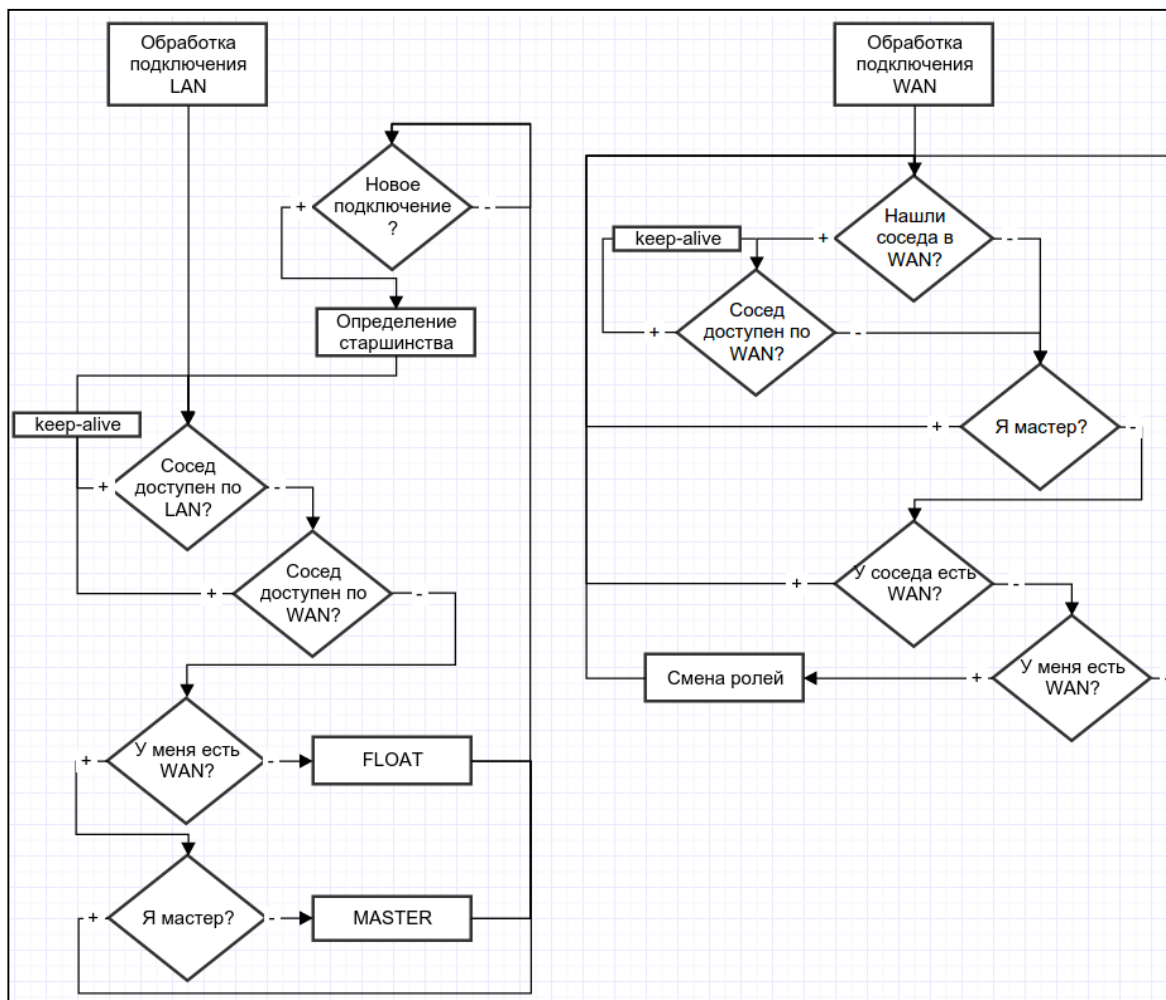 Обработка
подключения
LAN
Новое
подключение
?
+
-
Определение
старшинства
keep-alive
Сосед
доступен по
LAN?
+
-
Сосед
доступен по
WAN?
+
-
У меня есть
WAN?
+
-
FLOAT
Я мастер?
+
-
MASTER
Обработка
подключения
WAN
Нашли
соседа в
WAN?
+
-
keep-alive
Сосед
доступен по
WAN?
+
-
Я мастер?
+
-
У соседа есть
WAN?
+
-
У меня есть
WAN?
+
-
Смена ролей